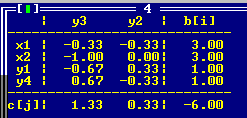 [■] 4
¦ y3 y2 ¦ b[i]
x1 ¦ -0.33 -0.33¦ 3.00
x2 ¦ -1.00 0.00¦ 3.00
y1 ¦ -0.67 0.33¦ 1.00
y4 ¦ -0.67 0.33¦ 1.00
c[j]¦ 1.33 0.33¦ -6.00